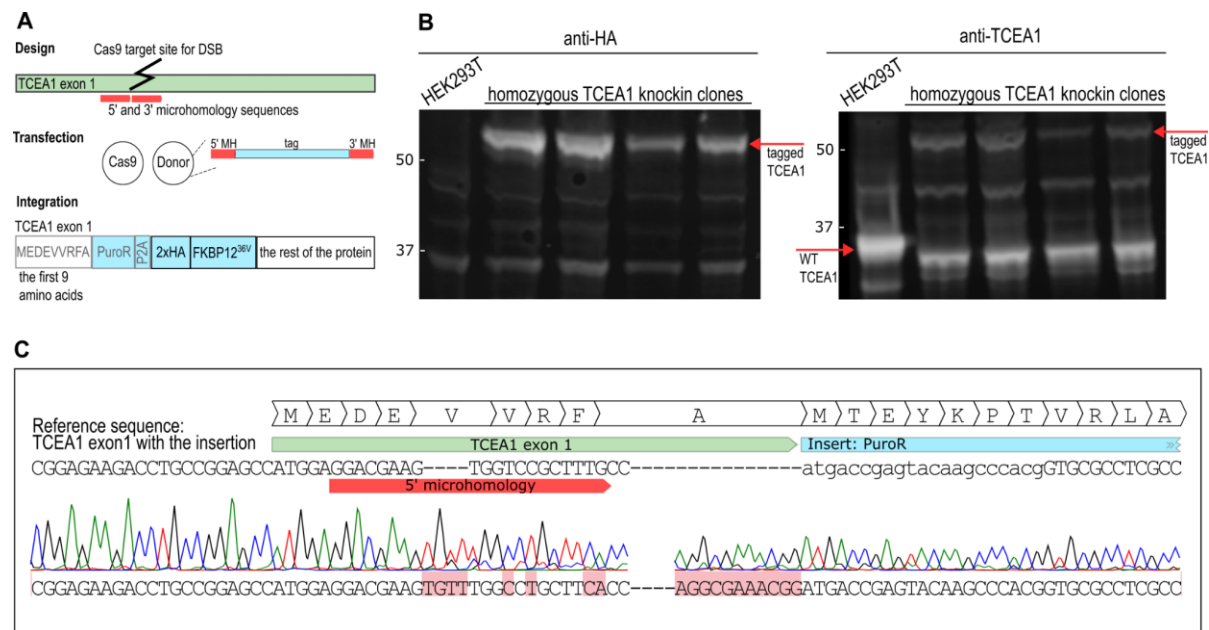 A
Design
Cas9 target site for DSB
TCEA1 exon 1
5' and 3' microhomology sequences
Transfection
5' MH
tag
3' MH
Cas9
Donor
Integration
TCEA1 exon 1
MEDEVVRFA
PuroR
P2A
2xHA
FKBP12³⁶ⱽ
the rest of the protein
the first 9
amino acids
B
anti-HA
HEK293T
homozygous TCEA1 knockin clones
50
37
tagged
TCEA1
anti-TCEA1
HEK293T
homozygous TCEA1 knockin clones
50
37
tagged
TCEA1
WT
TCEA1
C
Reference sequence:
TCEA1 exon1 with the insertion
M E D E V V R F A M T E Y K P T V R L A
TCEA1 exon 1
Insert: PuroR
CGGAGAAGACCTGCCGGAGCCATGGAGGACGAAG----TGGTCCGCTTTGCC---------------atgaccgagtacaagcccacgGTGCGCCTCGCC
5' microhomology
CGGAGAAGACCTGCCGGAGCCATGGAGGACGAAGTGTTTGGCCTGCTTCACC----AGGCGAAACGGATGACCGAGTACAAGCCCACGGTGCGCCTCGCC